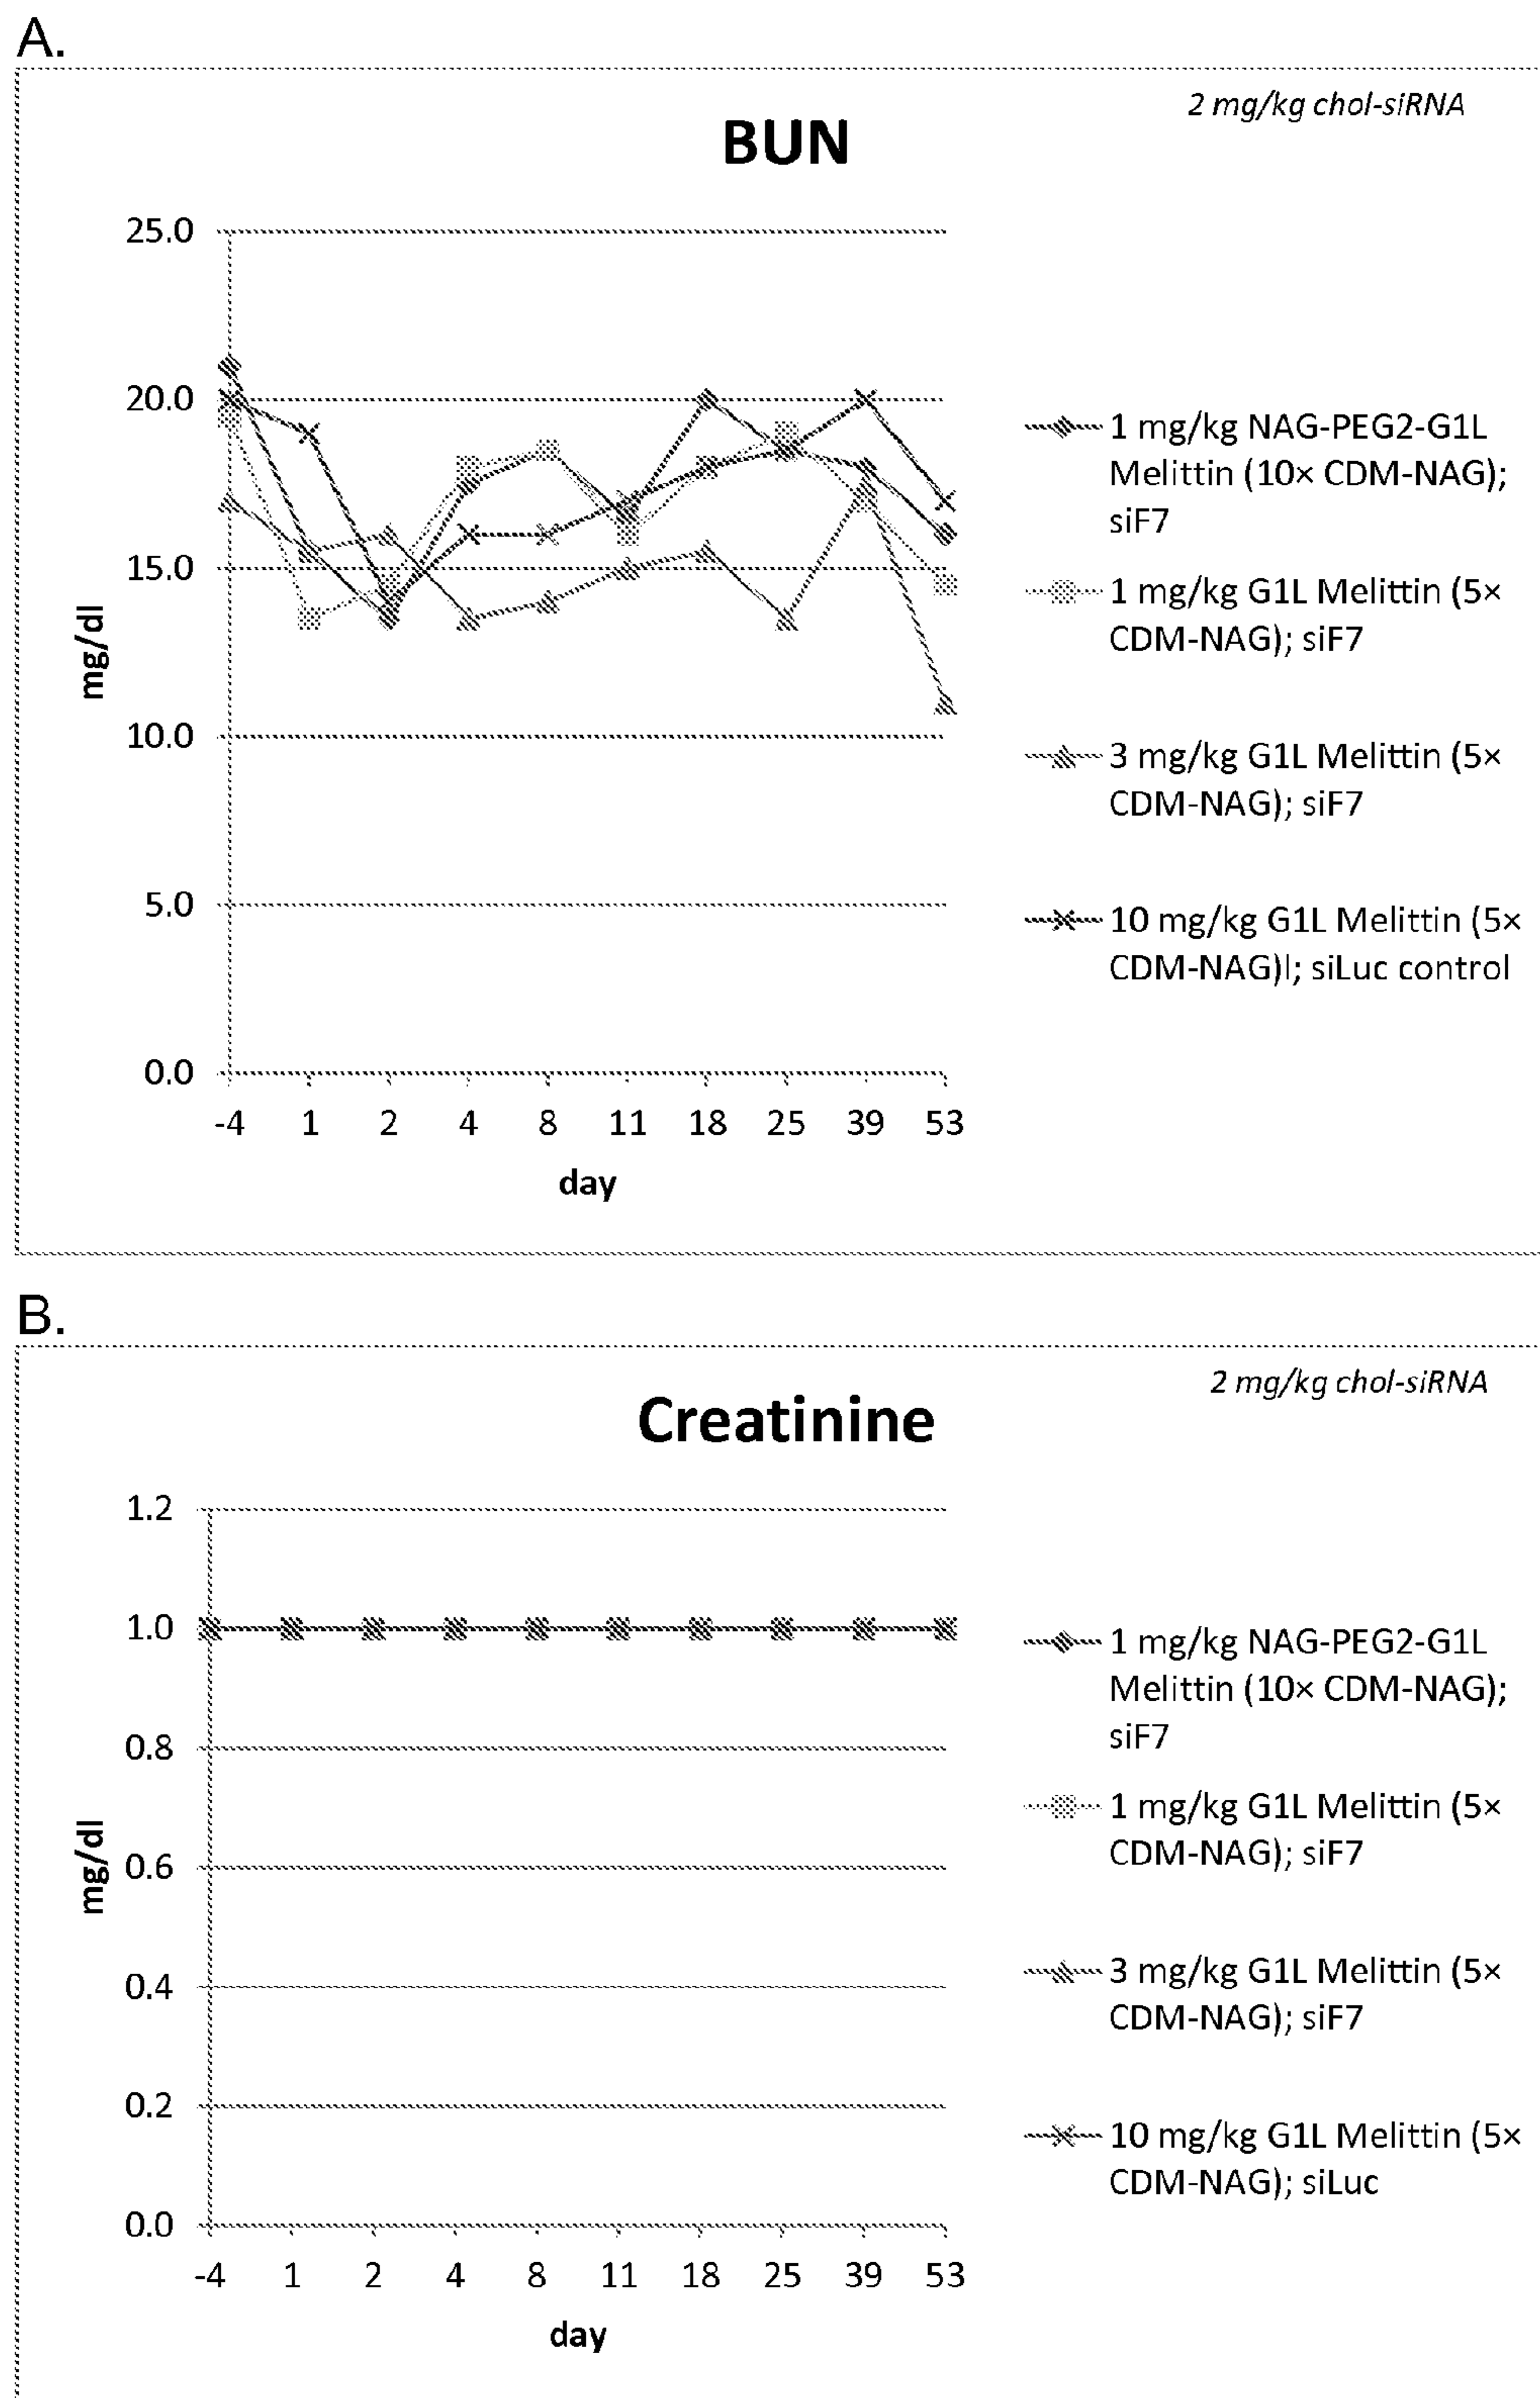 A.
2 mg/kg chol-siRNA
BUN
25.0
20.0
15.0
10.0
5.0
0.0
mg/dl
-4 1 2 4 8 11 18 25 39 53
day
1 mg/kg NAG-PEG2-G1L
Melittin (10× CDM-NAG);
siF7
1 mg/kg G1L Melittin (5×
CDM-NAG); siF7
3 mg/kg G1L Melittin (5×
CDM-NAG); siF7
10 mg/kg G1L Melittin (5×
CDM-NAG)l; siLuc control
B.
2 mg/kg chol-siRNA
Creatinine
1.2
1.0
0.8
0.6
0.4
0.2
0.0
mg/dl
-4 1 2 4 8 11 18 25 39 53
day
1 mg/kg NAG-PEG2-G1L
Melittin (10× CDM-NAG);
siF7
1 mg/kg G1L Melittin (5×
CDM-NAG); siF7
3 mg/kg G1L Melittin (5×
CDM-NAG); siF7
10 mg/kg G1L Melittin (5×
CDM-NAG); siLuc